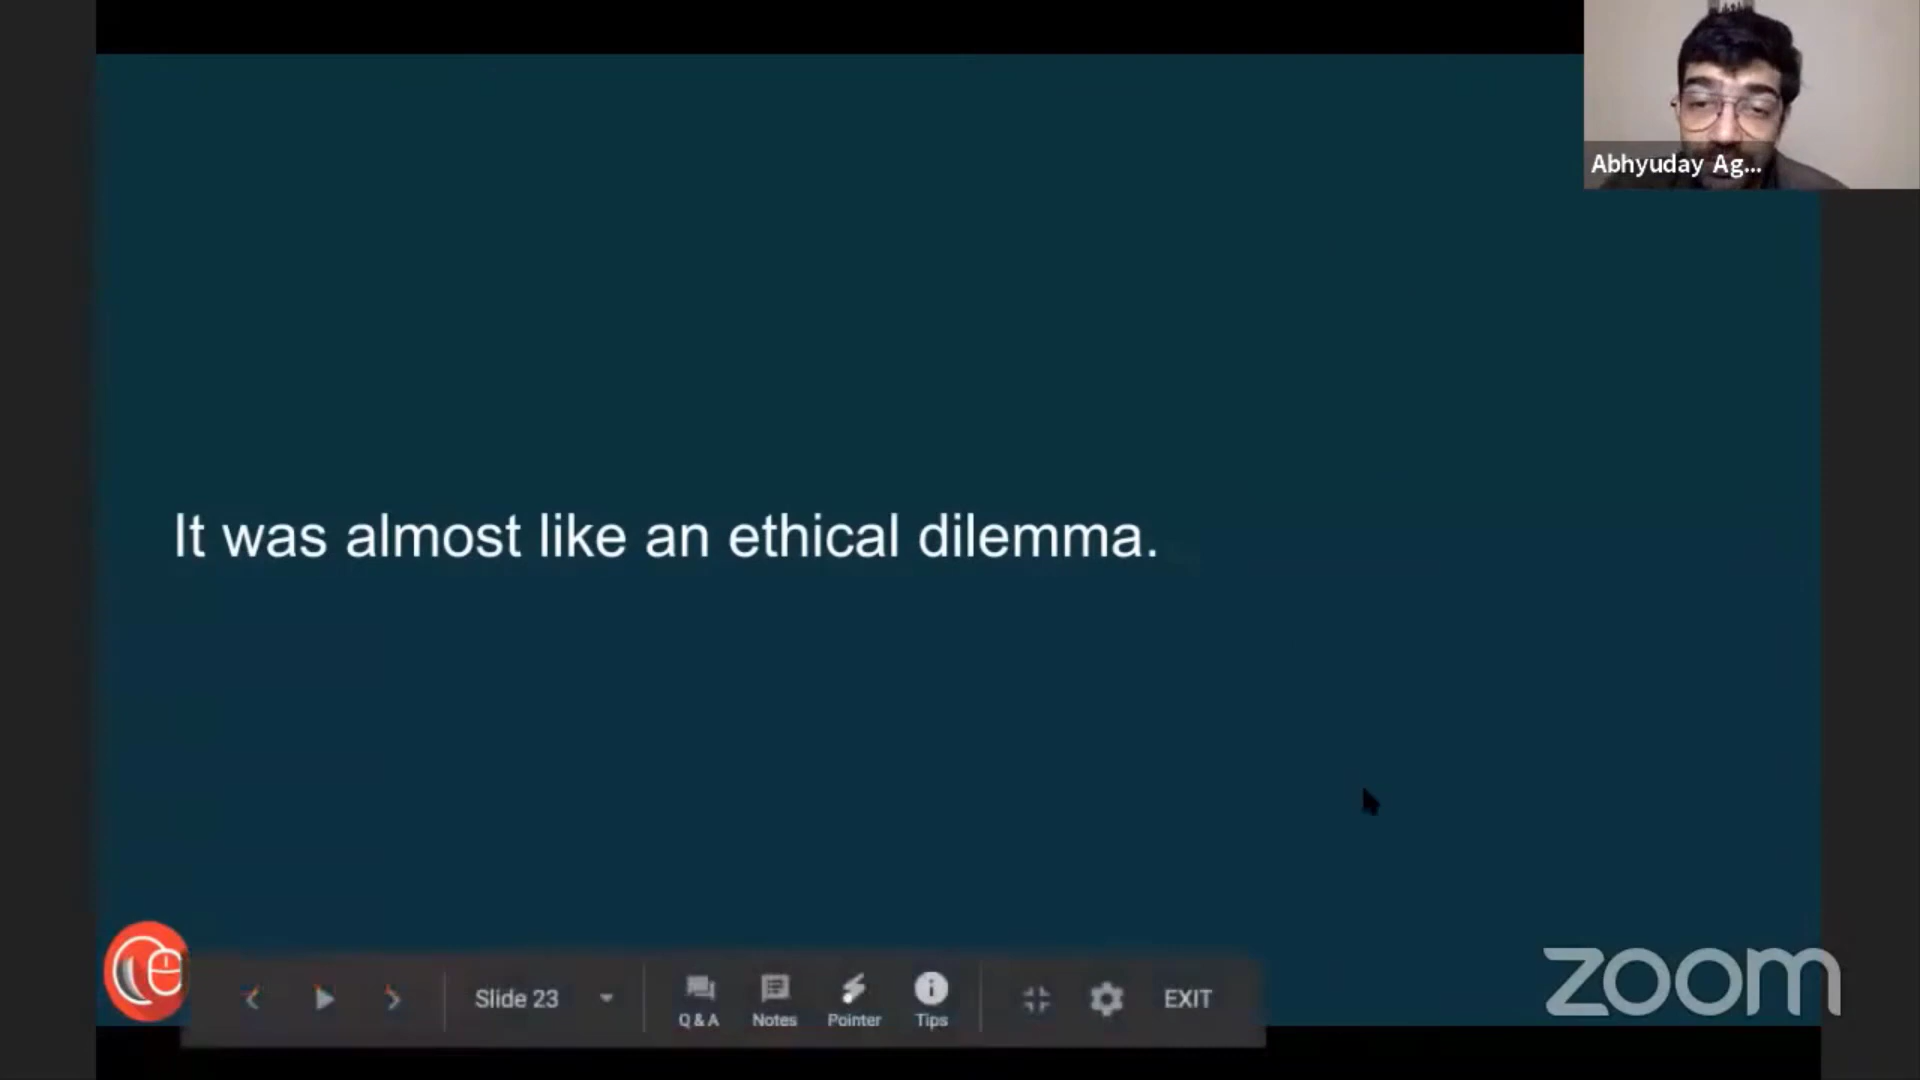 Abhyuday Ag...
It was almost like an ethical dilemma.
Slide 23
Q & A
Notes
Pointer
Tips
EXIT
zoom